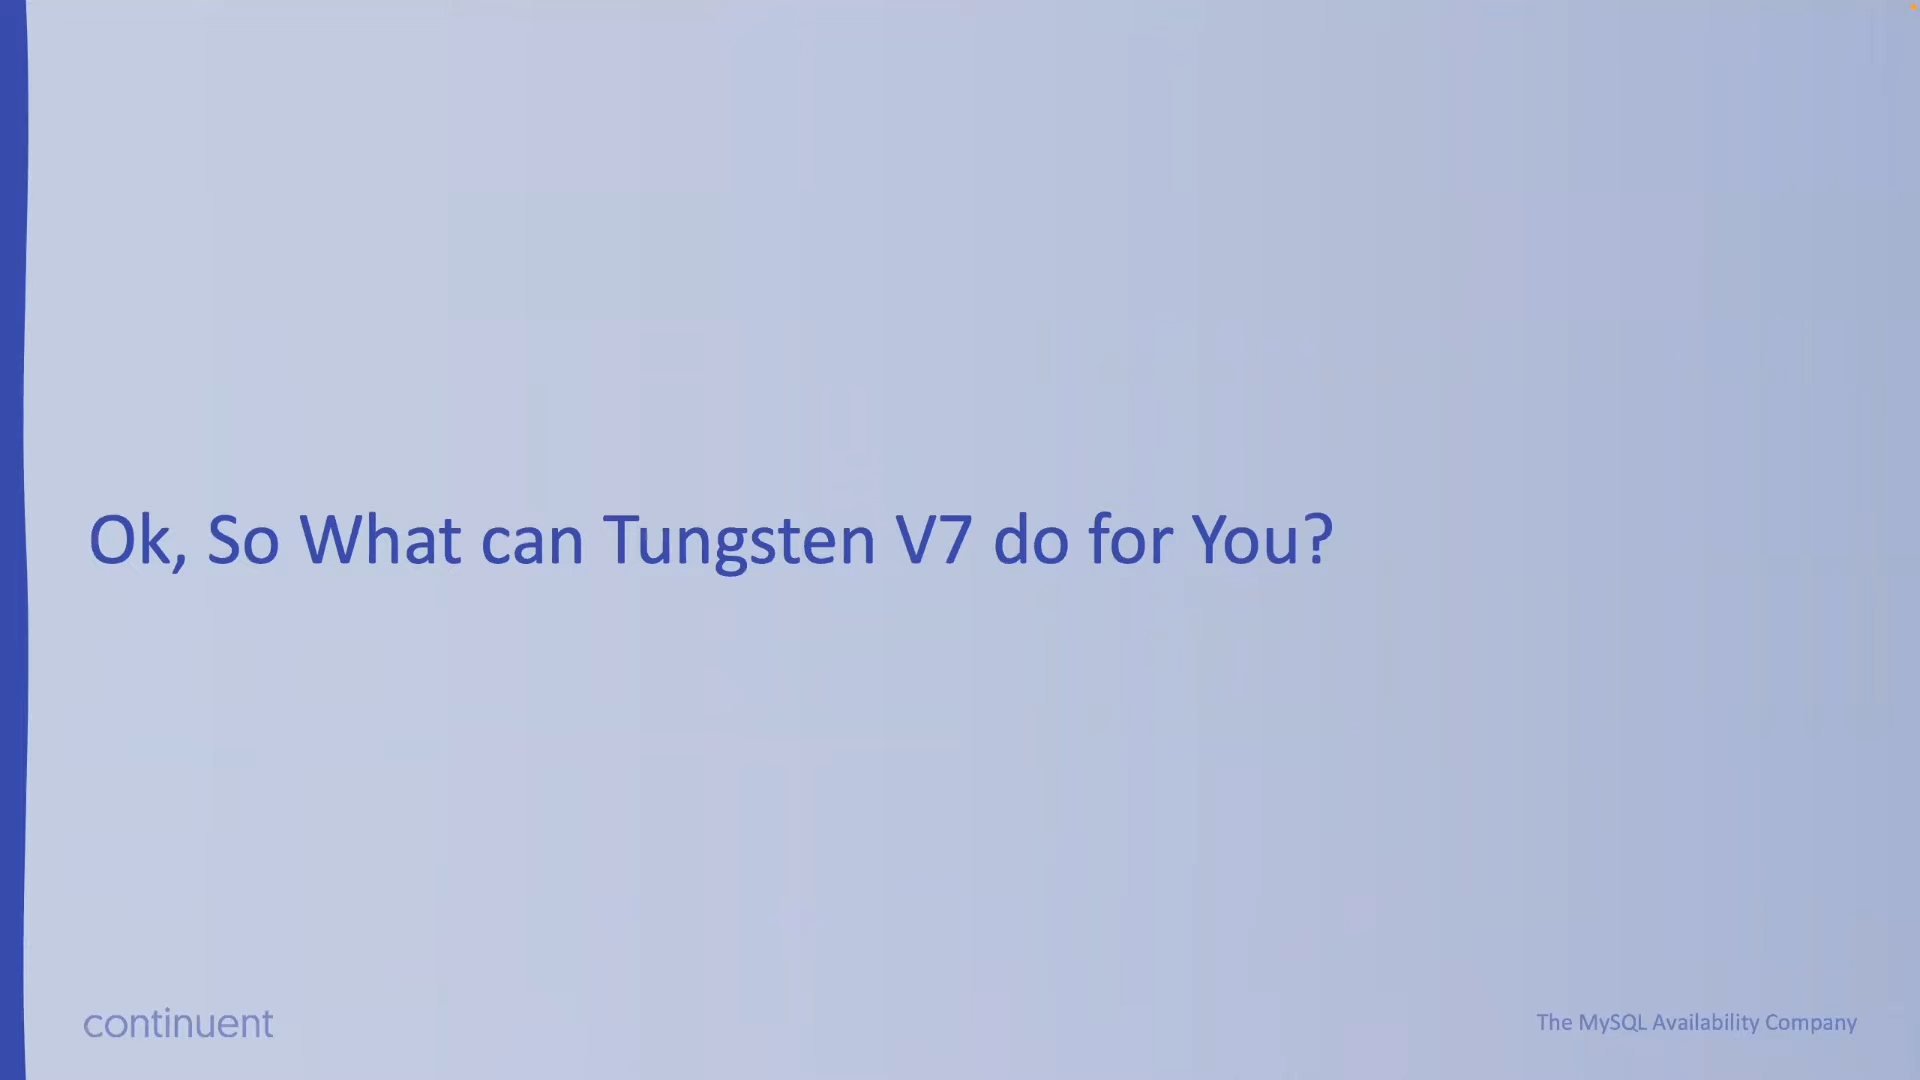 Ok, So What can Tungsten V7 do for You?
continuent
The MySQL Availability Company